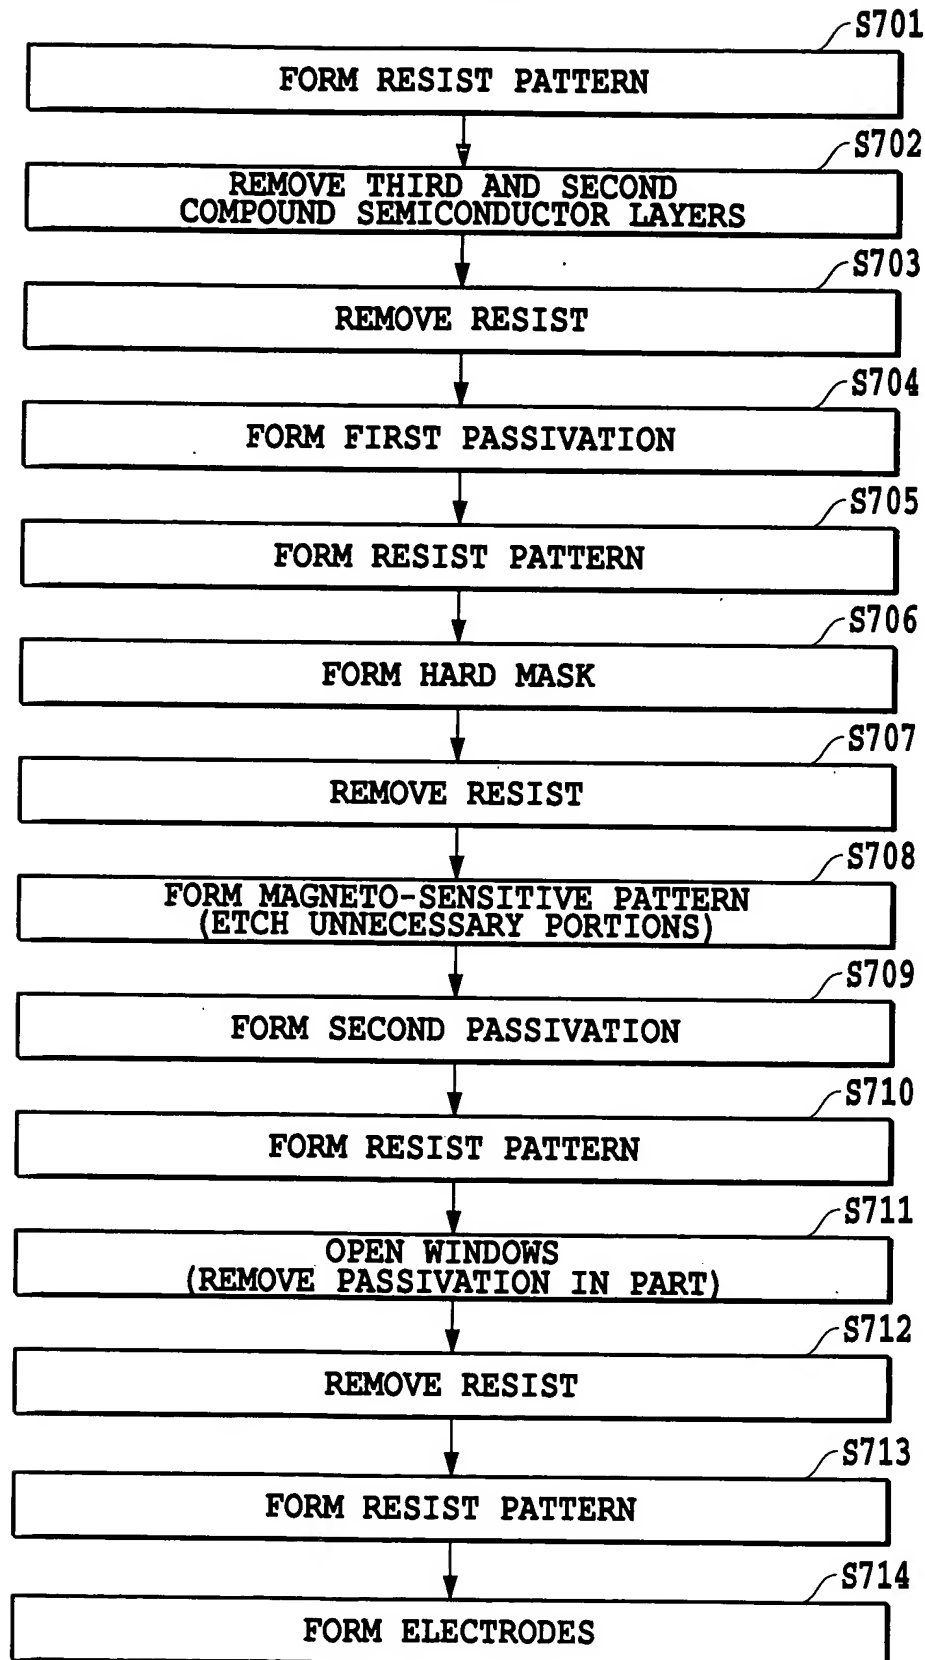 S701
FORM RESIST PATTERN
S702
REMOVE THIRD AND SECOND
COMPOUND SEMICONDUCTOR LAYERS
S703
REMOVE RESIST
S704
FORM FIRST PASSIVATION
S705
FORM RESIST PATTERN
S706
FORM HARD MASK
S707
REMOVE RESIST
S708
FORM MAGNETO-SENSITIVE PATTERN
(ETCH UNNECESSARY PORTIONS)
S709
FORM SECOND PASSIVATION
S710
FORM RESIST PATTERN
S711
OPEN WINDOWS
(REMOVE PASSIVATION IN PART)
S712
REMOVE RESIST
S713
FORM RESIST PATTERN
S714
FORM ELECTRODES